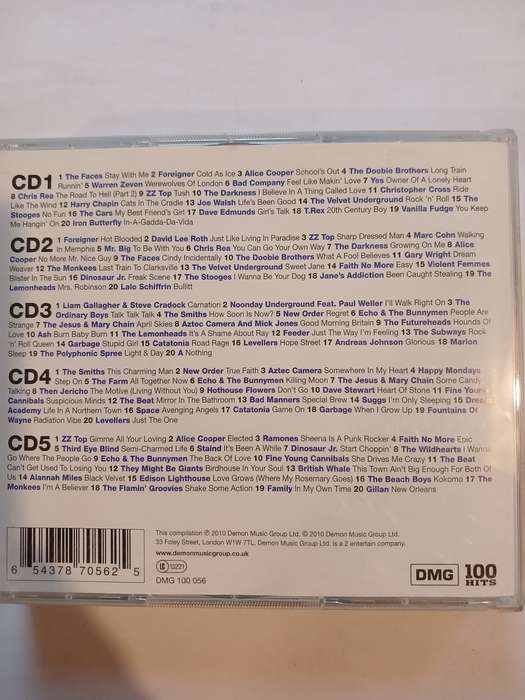 CD1 1 The Faces Stay With Me 2 Foreigner Cold As Ice 3 Alice Cooper School's Out 4 The Doobie Brothers Long Train
Runnin' 5 Warren Zevon Werewolves Of London 6 Bad Company Feel Like Makin' Love 7 Yes Owner Of A Lonely Heart
8 Chris Rea The Road To Hell (Part 2) 9 ZZ Top Tush 10 The Darkness I Believe In A Thing Called Love 11 Christopher Cross Ride
Like The Wind 12 Harry Chapin Cats In The Cradle 13 Joe Walsh Life's Been Good 14 The Velvet Underground Rock 'n' Roll 15 The
Stooges No Fun 16 The Cars My Best Friend's Girl 17 Dave Edmunds Girl's Talk 18 T.Rex 20th Century Boy 19 Vanilla Fudge You Keep
Me Hangin' On 20 Iron Butterfly In-A-Gadda-Da-Vida
CD2 1 Foreigner Hot Blooded 2 David Lee Roth Just Like Living In Paradise 3 ZZ Top Sharp Dressed Man 4 Marc Cohn Walking
In Memphis 5 Mr. Big To Be With You 6 Chris Rea You Can Go Your Own Way 7 The Darkness Growing On Me 8 Alice
Cooper No More Mr. Nice Guy 9 The Faces Cindy Incidentally 10 The Doobie Brothers What A Fool Believes 11 Gary Wright Dream
Weaver 12 The Monkees Last Train To Clarksville 13 The Velvet Underground Sweet Jane 14 Faith No More Easy 15 Violent Femmes
Blister In The Sun 16 Dinosaur Jr. Freak Scene 17 The Stooges I Wanna Be Your Dog 18 Jane's Addiction Been Caught Stealing 19 The
Lemonheads Mrs. Robinson 20 Lalo Schiffrin Bullitt
CD3 1 Liam Gallagher & Steve Cradock Carnation 2 Noonday Underground Feat. Paul Weller I'll Walk Right On 3 The
Ordinary Boys Talk Talk Talk 4 The Smiths How Soon Is Now? 5 New Order Regret 6 Echo & The Bunnymen People Are
Strange 7 The Jesus & Mary Chain April Skies 8 Aztec Camera And Mick Jones Good Morning Britain 9 The Futureheads Hounds Of
Love 10 Ash Burn Baby Burn 11 The Lemonheads It's A Shame About Ray 12 Feeder Just The Way I'm Feeling 13 The Subways Rock
'n' Roll Queen 14 Garbage Stupid Girl 15 Catatonia Road Rage 16 Levellers Hope Street 17 Andreas Johnson Glorious 18 Marion
Sleep 19 The Polyphonic Spree Light & Day 20 A Nothing
CD4 1 The Smiths This Charming Man 2 New Order True Faith 3 Aztec Camera Somewhere In My Heart 4 Happy Mondays
Step On 5 The Farm All Together Now 6 Echo & The Bunnymen Killing Moon 7 The Jesus & Mary Chain Some Candy
Talking 8 Then Jericho The Motive (Living Without You) 9 Hothouse Flowers Don't Go 10 Dave Stewart Heart Of Stone 11 Fine Young
Cannibals Suspicious Minds 12 The Beat Mirror In The Bathroom 13 Bad Manners Special Brew 14 Suggs I'm Only Sleeping 15 Dream
Academy Life In A Northern Town 16 Space Avenging Angels 17 Catatonia Game On 18 Garbage When I Grow Up 19 Fountains Of
Wayne Radiation Vibe 20 Levellers Just The One
CD5 1 ZZ Top Gimme All Your Loving 2 Alice Cooper Elected 3 Ramones Sheena Is A Punk Rocker 4 Faith No More Epic
5 Third Eye Blind Semi-Charmed Life 6 Staind It's Been A While 7 Dinosaur Jr. Start Choppin' 8 The Wildhearts I Wanna
Go Where The People Go 9 Echo & The Bunnymen The Back Of Love 10 Fine Young Cannibals She Drives Me Crazy 11 The Beat
Can't Get Used To Losing You 12 They Might Be Giants Birdhouse In Your Soul 13 British Whale This Town Ain't Big Enough For Both Of
Us 14 Alannah Miles Black Velvet 15 Edison Lighthouse Love Grows (Where My Rosemary Goes) 16 The Beach Boys Kokomo 17 The
Monkees I'm A Believer 18 The Flamin' Groovies Shake Some Action 19 Family In My Own Time 20 Gillan New Orleans
This compilation ℗ 2010 Demon Music Group Ltd. © 2010 Demon Music Group Ltd.
33 Foley Street, London W1W 7TL. Demon Music Group Ltd. is a 2 entertain company.
www.demonmusicgroup.co.uk
LC 13221
DMG 100 056
6 54378 70562 5
DMG 100 HITS